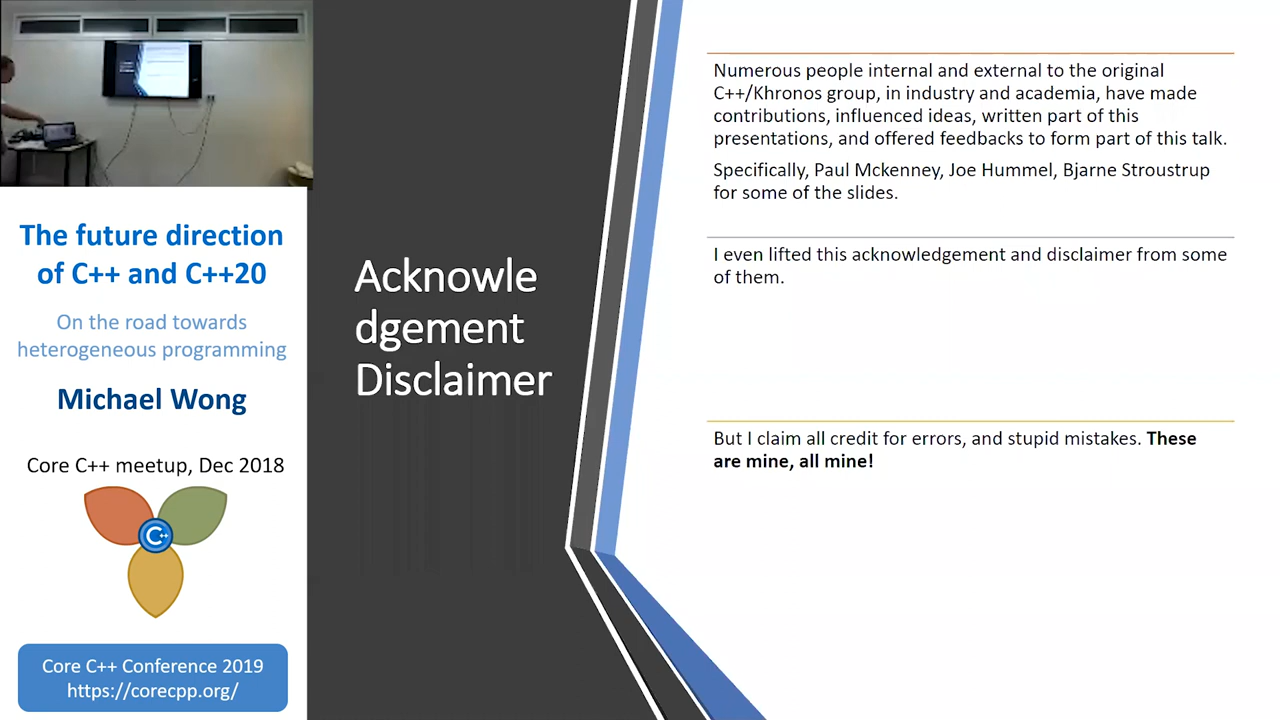 The future direction
of C++ and C++20
On the road towards
heterogeneous programming
Michael Wong
Core C++ meetup, Dec 2018
C++
Core C++ Conference 2019
https://corecpp.org/
Acknowle
dgement
Disclaimer
Numerous people internal and external to the original
C++/Khronos group, in industry and academia, have made
contributions, influenced ideas, written part of this
presentations, and offered feedbacks to form part of this talk.
Specifically, Paul Mckenney, Joe Hummel, Bjarne Stroustrup
for some of the slides.
I even lifted this acknowledgement and disclaimer from some
of them.
But I claim all credit for errors, and stupid mistakes. These
are mine, all mine!